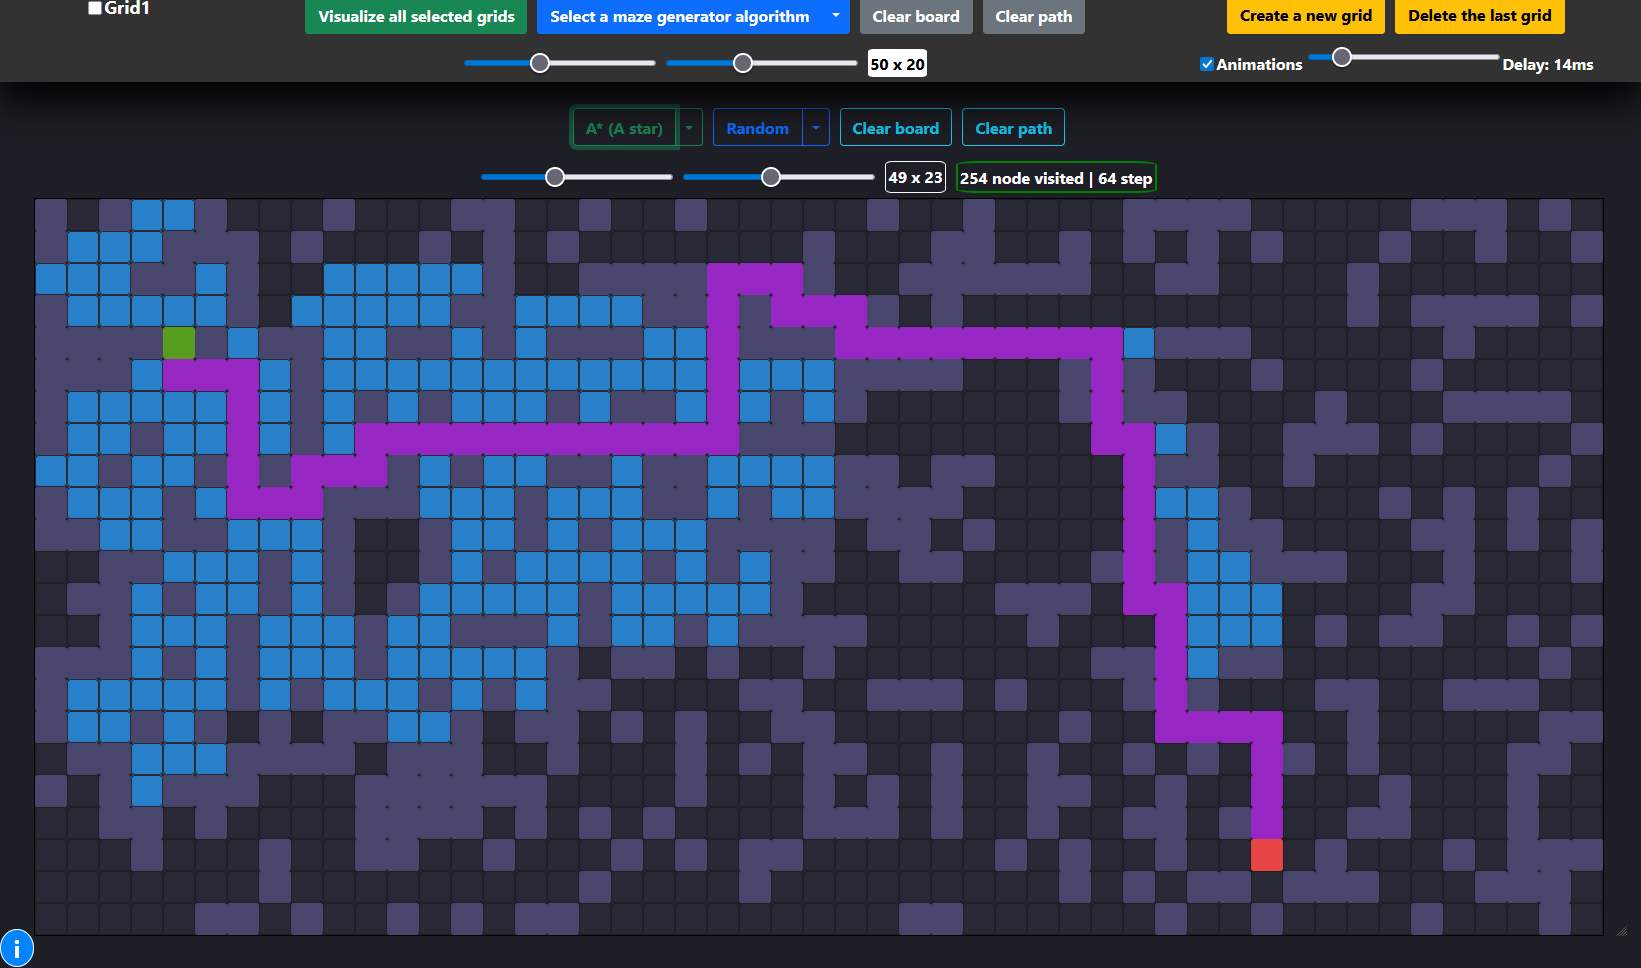 Grid1
Visualize all selected grids
Select a maze generator algorithm
Clear board
Clear path
Create a new grid
Delete the last grid
50 x 20
Animations
Delay: 14ms
A* (A star)
Random
Clear board
Clear path
49 x 23
254 node visited | 64 step
i